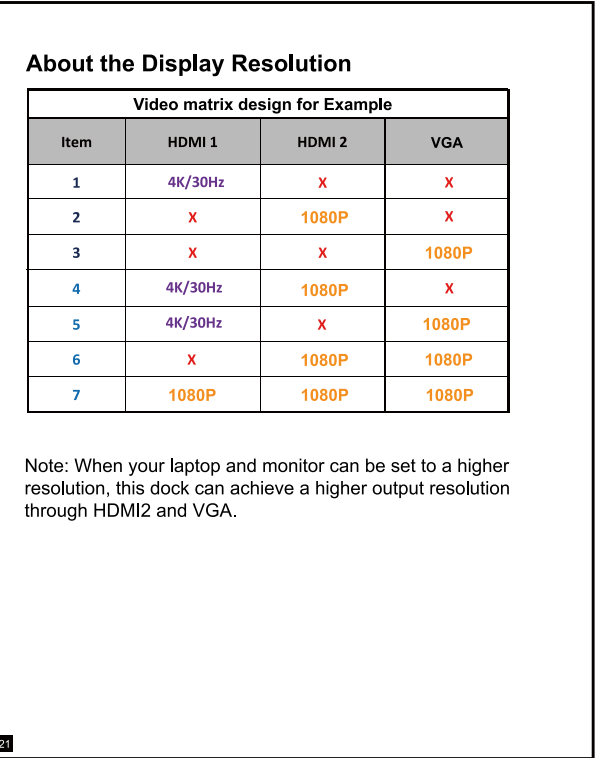 About the Display Resolution
Video matrix design for Example
Item HDMI 1 HDMI 2 VGA
1 4K/30Hz X X
2 X 1080P X
3 X X 1080P
4 4K/30Hz 1080P X
5 4K/30Hz X 1080P
6 X 1080P 1080P
7 1080P 1080P 1080P
Note: When your laptop and monitor can be set to a higher
resolution, this dock can achieve a higher output resolution
through HDMI2 and VGA.
21